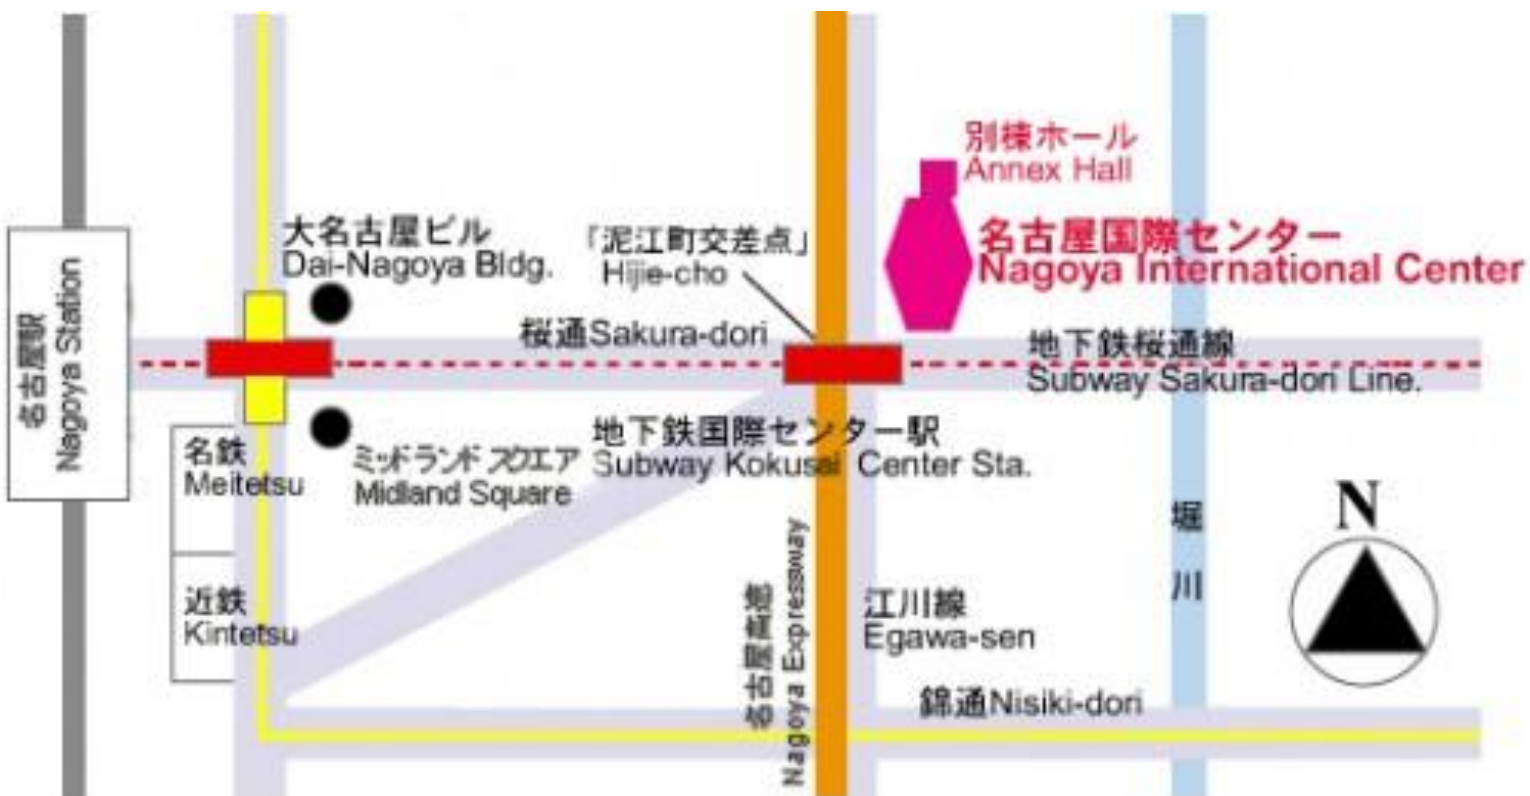 別棟ホール
Annex Hall
大名古屋ビル
Dai-Nagoya Bldg.
「泥江町交差点」
Hijie-cho
名古屋国際センター
Nagoya International Center
名古屋駅
Nagoya Station
桜通Sakura-dori
地下鉄桜通線
Subway Sakura-dori Line.
名鉄
Meitetsu
ミッドランド スクエア
Midland Square
地下鉄国際センター駅
Subway Kokusai Center Sta.
N
堀川
近鉄
Kintetsu
名古屋高速
Nagoya Expressway
江川線
Egawa-sen
錦通Nisiki-dori